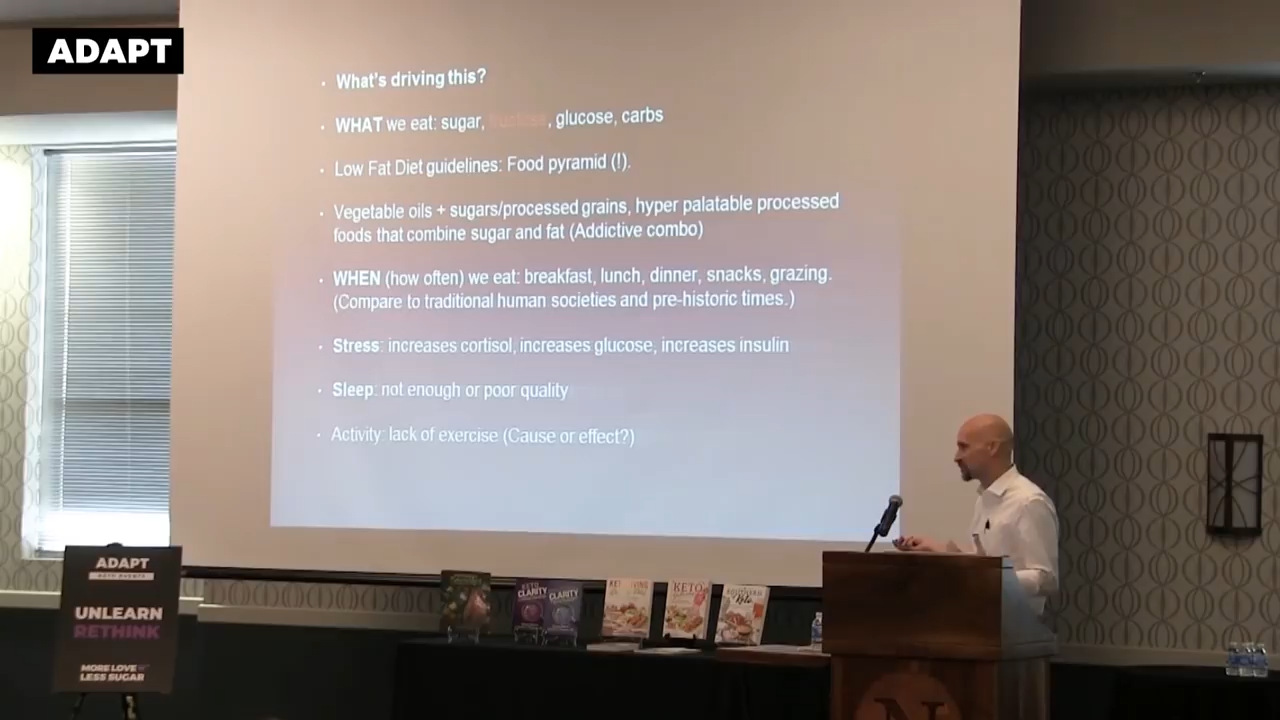 ADAPT
• What's driving this?
• WHAT we eat: sugar, fructose, glucose, carbs
• Low Fat Diet guidelines: Food pyramid (!).
• Vegetable oils + sugars/processed grains, hyper palatable processed
foods that combine sugar and fat (Addictive combo)
• WHEN (how often) we eat: breakfast, lunch, dinner, snacks, grazing.
(Compare to traditional human societies and pre-historic times.)
• Stress: increases cortisol, increases glucose, increases insulin
• Sleep: not enough or poor quality
• Activity: lack of exercise (Cause or effect?)
ADAPT
UNLEARN
RETHINK
MORE LOVE
LESS SUGAR
KETO
CLARITY
CLARITY
KETO
N